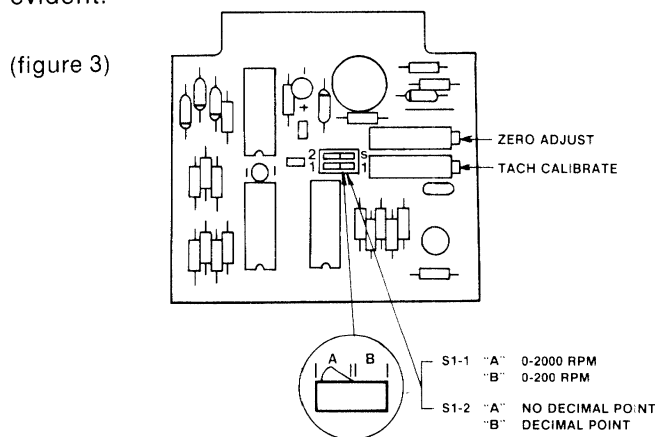 evident.
(figure 3)
ZERO ADJUST
TACH CALIBRATE
+
2 S
1 1
A B
S1-1 "A" 0-2000 RPM
"B" 0-200 RPM
S1-2 "A" NO DECIMAL POINT
"B" DECIMAL POINT